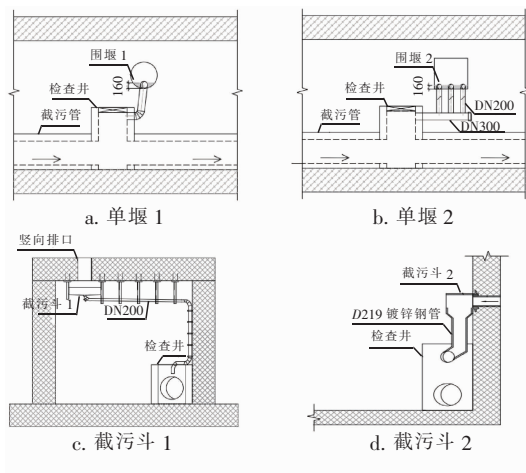 围堰 1
160
检查井
截污管
a. 单堰 1
围堰 2
160
检查井
DN200
截污管
DN300
b. 单堰 2
竖向排口
截污斗 1
DN200
检查井
c. 截污斗 1
截污斗 2
D219 镀锌钢管
检查井
d. 截污斗 2